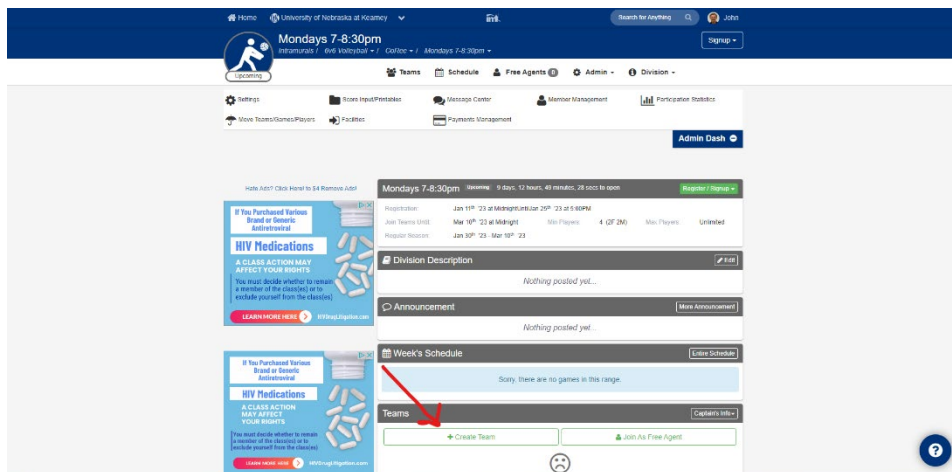 Home University of Nebraska at Kearney im. Search for Anything John
Mondays 7-8:30pm
Intramurals / 6v6 Volleyball / CoRec / Mondays 7-8:30pm
Signup
Upcoming
Teams Schedule Free Agents 0 Admin Division
Settings Score Input/Printables Message Center Member Management Participation Statistics
Move Teams/Games/Players Facilities Payments Management
Admin Dash
Hate Ads? Click Here! to $4 Remove Ads!
Mondays 7-8:30pm Upcoming 9 days, 12 hours, 49 minutes, 28 secs to open Register / Signup
Registration: Jan 11th '23 at Midnight Until Jan 25th '23 at 5:00PM
Join Teams Until: Mar 10th '23 at Midnight Min Players: 4 (2F 2M) Max Players: Unlimited
Regular Season: Jan 30th '23 - Mar 10th '23
If You Purchased Various
Brand or Generic
Antiretroviral
HIV Medications
A CLASS ACTION MAY
AFFECT YOUR RIGHTS
You must decide whether to remain
a member of the class(es) or to
exclude yourself from the class(es)
LEARN MORE HERE HIVDrugLitigation.com
Division Description Edit
Nothing posted yet...
Announcement More Announcement
Nothing posted yet...
Week's Schedule Entire Schedule
Sorry, there are no games in this range.
If You Purchased Various
Brand or Generic
Antiretroviral
HIV Medications
A CLASS ACTION
MAY AFFECT
YOUR RIGHTS
You must decide whether to remain
a member of the class(es) or to
exclude yourself from the class(es)
LEARN MORE HERE HIVDrugLitigation.com
Teams Captain's Info
+ Create Team Join As Free Agent
?